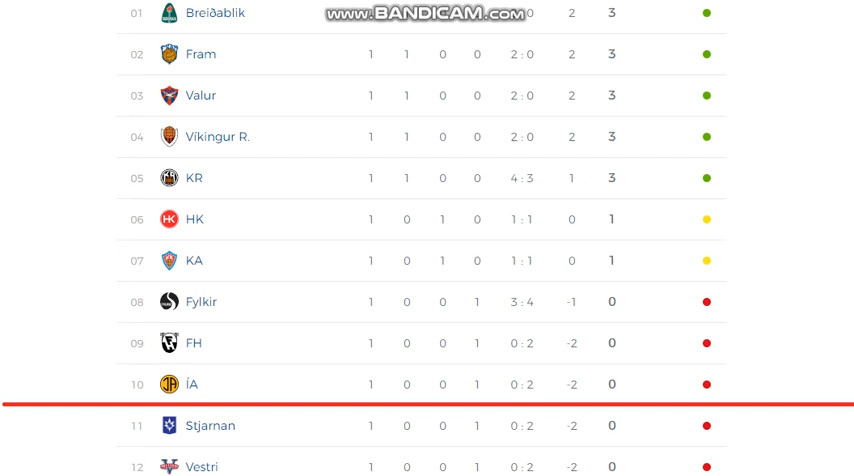 www.BANDICAM.com
01 Breiðablik 0 2 3
02 Fram 1 1 0 0 2 : 0 2 3
03 Valur 1 1 0 0 2 : 0 2 3
04 Víkingur R. 1 1 0 0 2 : 0 2 3
05 KR 1 1 0 0 4 : 3 1 3
06 HK HK 1 0 1 0 1 : 1 0 1
07 KA 1 0 1 0 1 : 1 0 1
08 Fylkir 1 0 0 1 3 : 4 -1 0
09 FH 1 0 0 1 0 : 2 -2 0
10 ÍA 1 0 0 1 0 : 2 -2 0
11 Stjarnan 1 0 0 1 0 : 2 -2 0
12 Vestri 1 0 0 1 0 : 2 -2 0